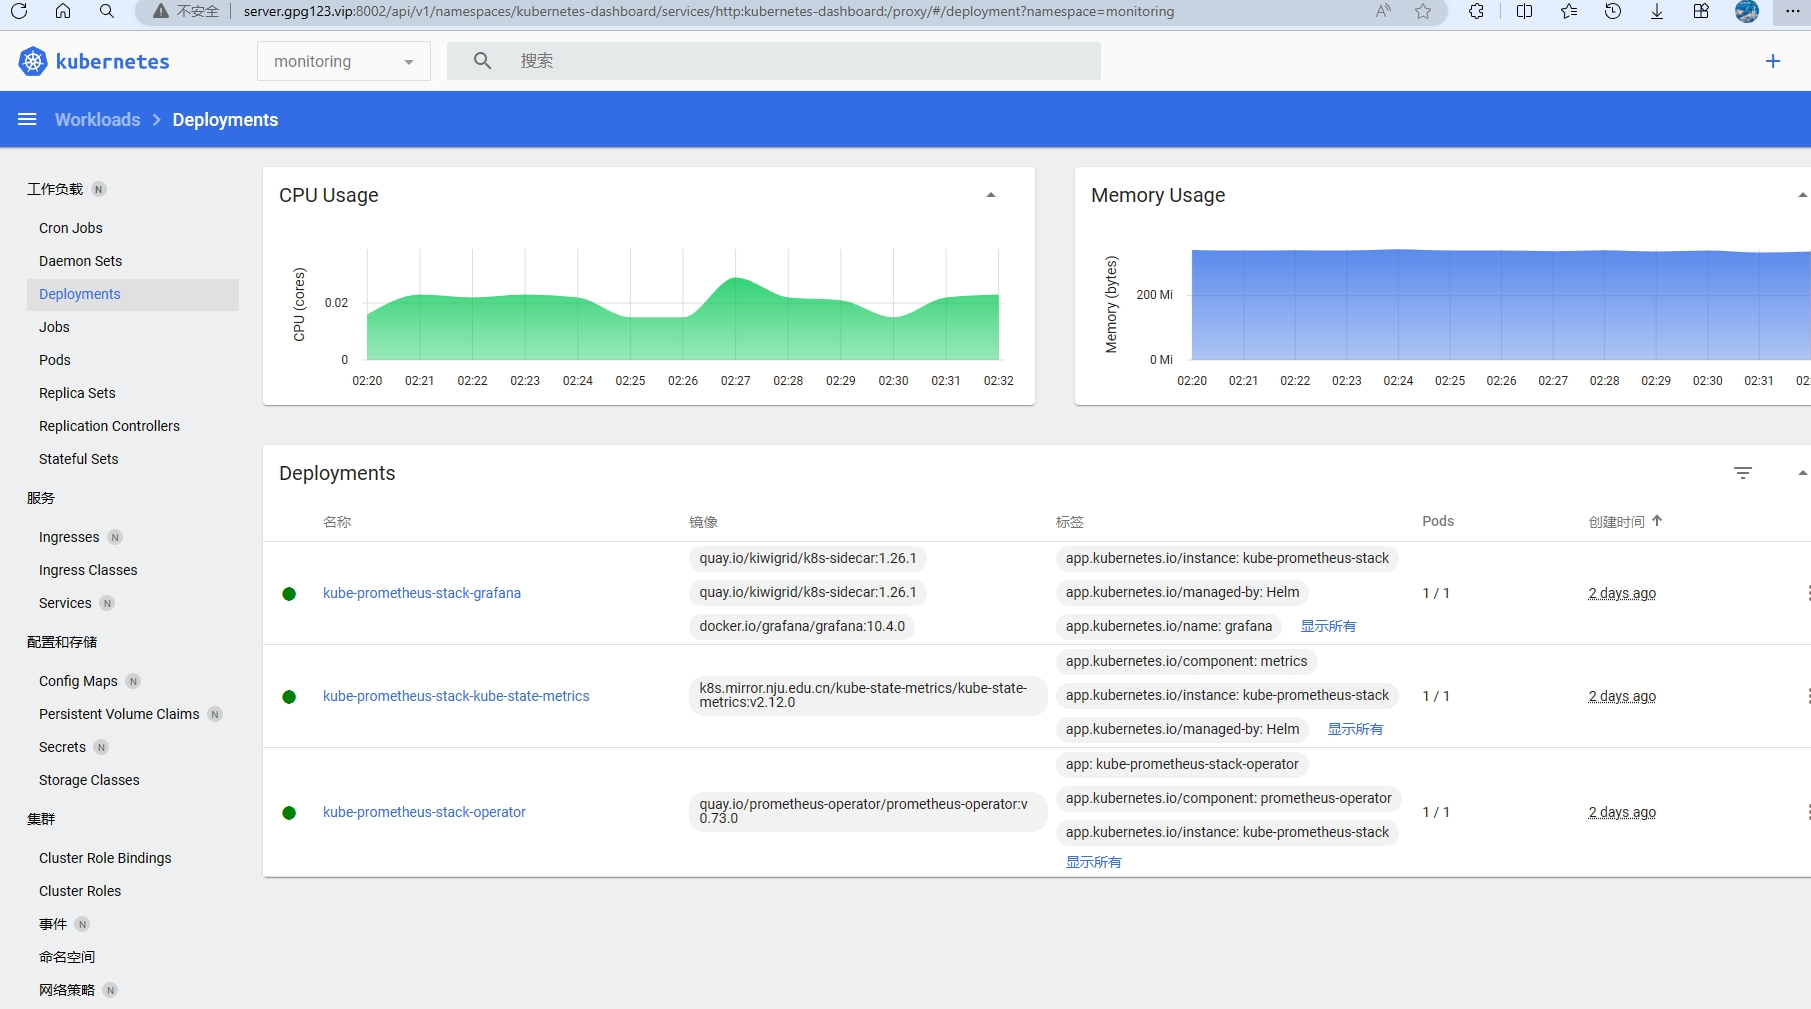 不安全 server.gpg123.vip:8002/api/v1/namespaces/kubernetes-dashboard/services/http:kubernetes-dashboard:/proxy/#/deployment?namespace=monitoring
kubernetes
monitoring
搜索
Workloads > Deployments
工作负载 N
Cron Jobs
Daemon Sets
Deployments
Jobs
Pods
Replica Sets
Replication Controllers
Stateful Sets
服务
Ingresses N
Ingress Classes
Services N
配置和存储
Config Maps N
Persistent Volume Claims N
Secrets N
Storage Classes
集群
Cluster Role Bindings
Cluster Roles
事件 N
命名空间
网络策略 N
CPU Usage
CPU (cores)
0.02
0
02:20 02:21 02:22 02:23 02:24 02:25 02:26 02:27 02:28 02:29 02:30 02:31 02:32
Memory Usage
Memory (bytes)
200 Mi
0 Mi
02:20 02:21 02:22 02:23 02:24 02:25 02:26 02:27 02:28 02:29 02:30 02:31 02:
Deployments
名称 镜像 标签 Pods 创建时间
kube-prometheus-stack-grafana
quay.io/kiwigrid/k8s-sidecar:1.26.1
quay.io/kiwigrid/k8s-sidecar:1.26.1
docker.io/grafana/grafana:10.4.0
app.kubernetes.io/instance: kube-prometheus-stack
app.kubernetes.io/managed-by: Helm
app.kubernetes.io/name: grafana 显示所有
1 / 1
2 days ago
kube-prometheus-stack-kube-state-metrics
k8s.mirror.nju.edu.cn/kube-state-metrics/kube-state-
metrics:v2.12.0
app.kubernetes.io/component: metrics
app.kubernetes.io/instance: kube-prometheus-stack
app.kubernetes.io/managed-by: Helm 显示所有
1 / 1
2 days ago
kube-prometheus-stack-operator
quay.io/prometheus-operator/prometheus-operator:v
0.73.0
app: kube-prometheus-stack-operator
app.kubernetes.io/component: prometheus-operator
app.kubernetes.io/instance: kube-prometheus-stack
显示所有
1 / 1
2 days ago